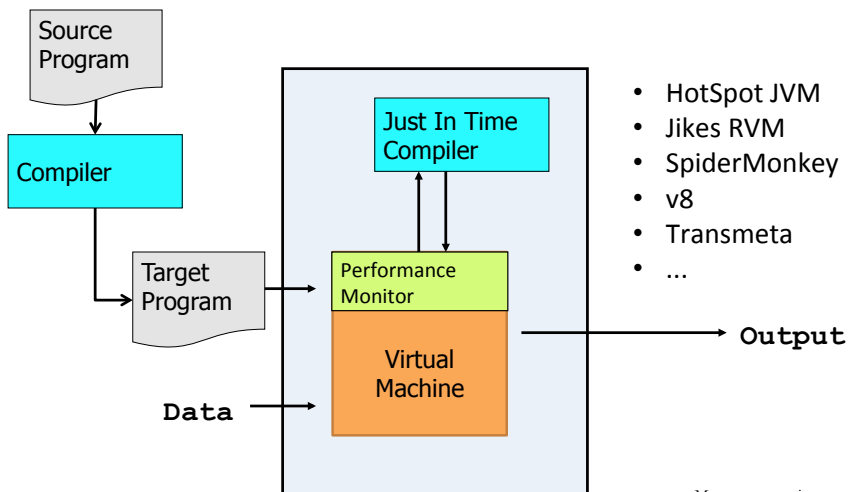 Source
Program
Compiler
Target
Program
Data
Just In Time
Compiler
Performance
Monitor
Virtual
Machine
• HotSpot JVM
• Jikes RVM
• SpiderMonkey
• v8
• Transmeta
• ...
Output